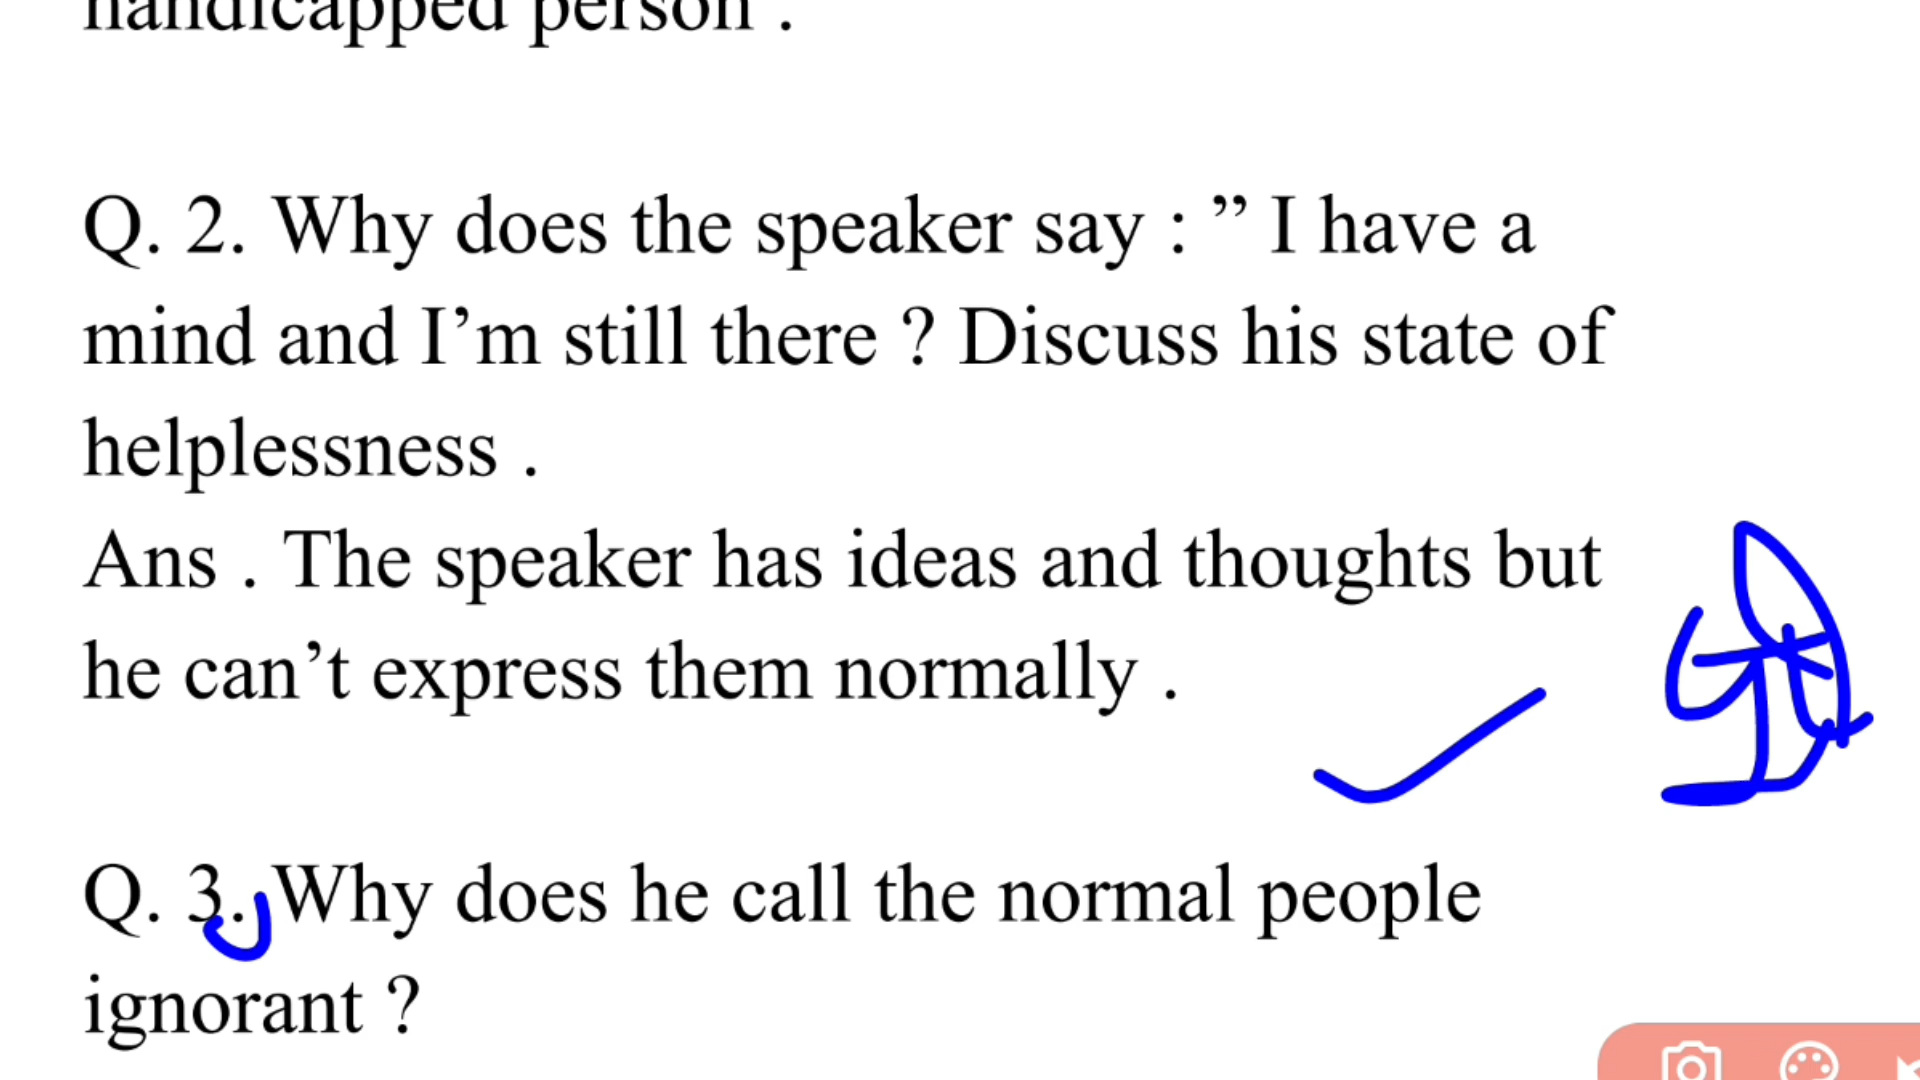 handicapped person .
Q. 2. Why does the speaker say : ” I have a
mind and I’m still there ? Discuss his state of
helplessness .
Ans . The speaker has ideas and thoughts but
he can’t express them normally .
Q. 3. Why does he call the normal people
ignorant ?